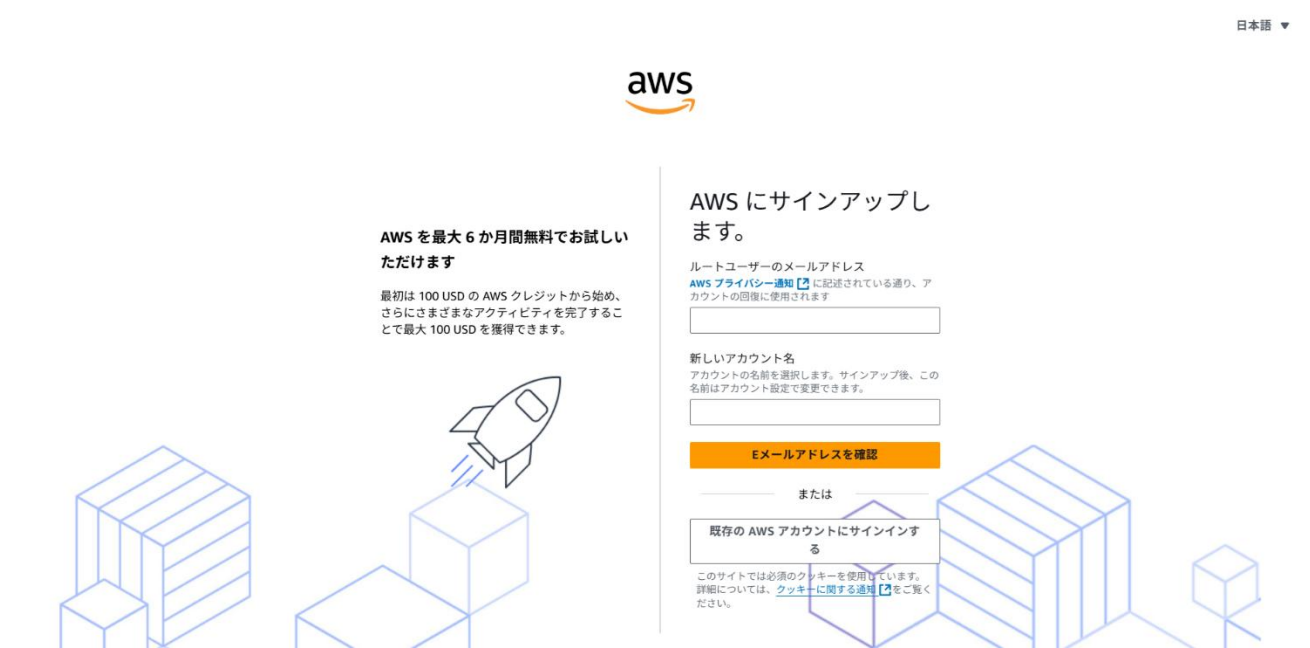 日本語
aws
AWS を最大 6 か月間無料でお試しい
ただけます
最初は 100 USD の AWS クレジットから始め、
さらにさまざまなアクティビティを完了するこ
とで最大 100 USD を獲得できます。
AWS にサインアップし
ます。
ルートユーザーのメールアドレス
AWS プライバシー通知 に記述されている通り、ア
カウントの回復に使用されます
新しいアカウント名
アカウントの名前を選択します。サインアップ後、この
名前はアカウント設定で変更できます。
Eメールアドレスを確認
または
既存の AWS アカウントにサインインす
る
このサイトでは必須のクッキーを使用しています。
詳細については、クッキーに関する通知 をご覧く
ださい。